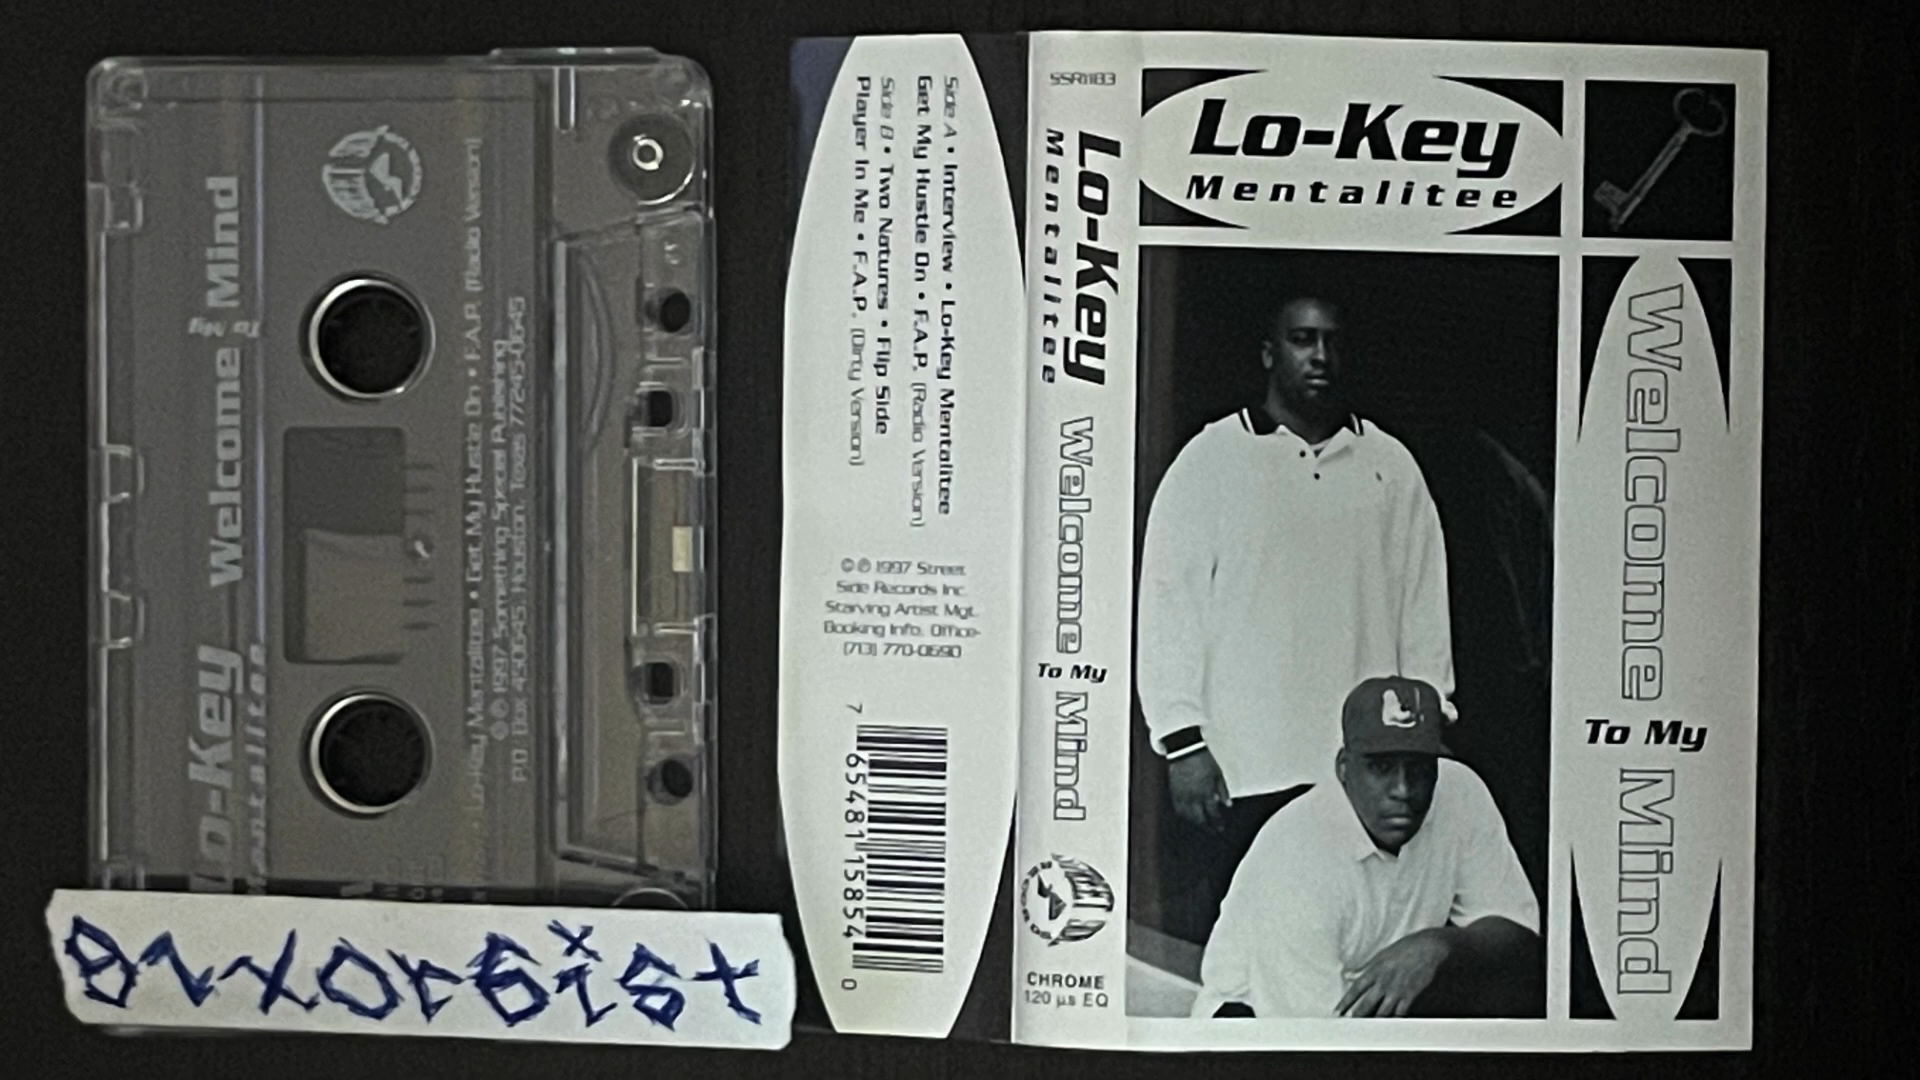 Lo-Key
Mentalitee
Welcome
To My
Mind
• Lo-Key Mentalitee • Get My Hustle On • F.A.P. (Radio Version)
©℗ 1997 Something Special Publishing
P.O. Box 450645, Houston, Texas 77245-0645
Side A • Interview • Lo-Key Mentalitee
Get My Hustle On • F.A.P. (Radio Version)
Side B • Two Natures • Flip Side
Player In Me • F.A.P. (Dirty Version)
©℗ 1997 Street
Side Records Inc.
Starving Artist Mgt.
Booking Info. Office-
(713) 770-0690
7 65481 15854 0
SSR1183
Lo-Key
Mentalitee
Welcome
To My
Mind
CHROME
120 µs EQ
Lo-Key
Mentalitee
Welcome
To My
Mind